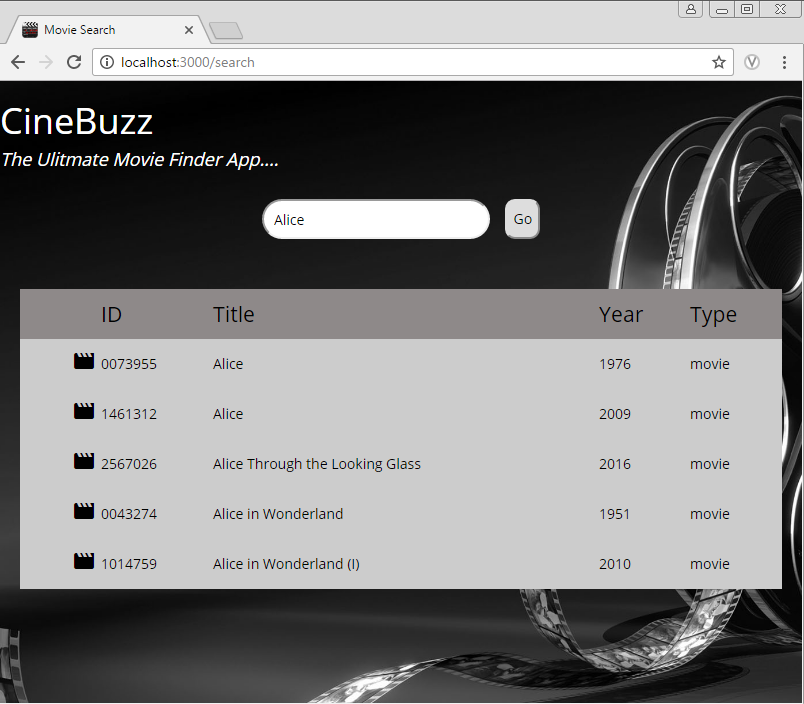 Movie Search
localhost:3000/search
CineBuzz
The Ulitmate Movie Finder App....
Alice Go
ID Title Year Type
0073955 Alice 1976 movie
1461312 Alice 2009 movie
2567026 Alice Through the Looking Glass 2016 movie
0043274 Alice in Wonderland 1951 movie
1014759 Alice in Wonderland (I) 2010 movie